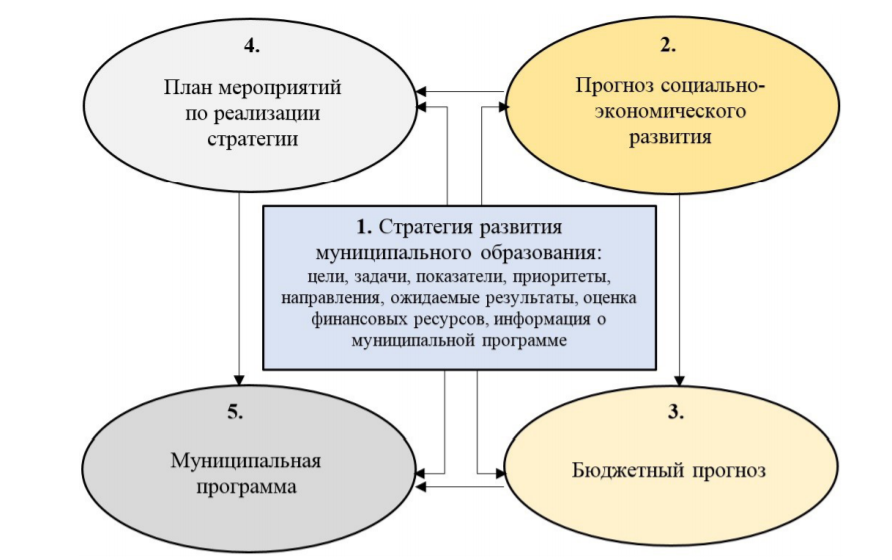 4.
План мероприятий
по реализации
стратегии
2.
Прогноз социально-
экономического
развития
1. Стратегия развития
муниципального образования:
цели, задачи, показатели, приоритеты,
направления, ожидаемые результаты, оценка
финансовых ресурсов, информация о
муниципальной программе
5.
Муниципальная
программа
3.
Бюджетный прогноз